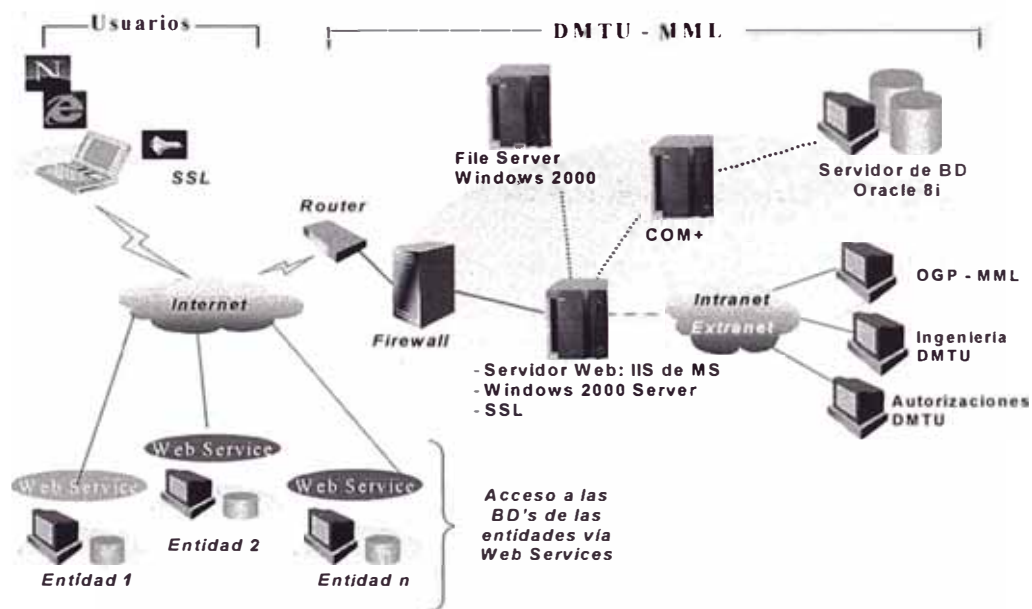 Usuarios
DMTU - MML
N
SSL
File Server
Windows 2000
Servidor de BD
Oracle 8i
Router
COM+
OGP - MML
Internet
Firewall
Intranet
Extranet
Ingeniería
DMTU
- Servidor Web: IIS de MS
- Windows 2000 Server
- SSL
Autorizaciones
DMTU
Web Service
Web Service
Web Service
Entidad 1
Entidad 2
Entidad n
Acceso a las
BD's de las
entidades vía
Web Services